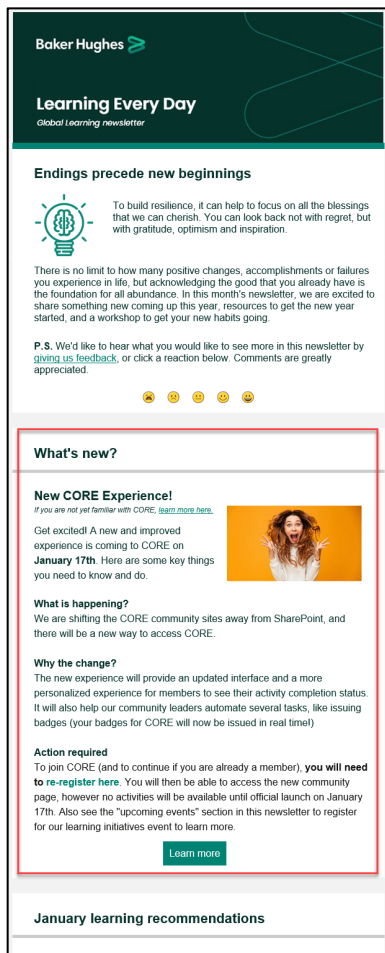 Baker Hughes
Learning Every Day
Global Learning newsletter
Endings precede new beginnings
To build resilience, it can help to focus on all the blessings
that we can cherish. You can look back not with regret, but
with gratitude, optimism and inspiration.
There is no limit to how many positive changes, accomplishments or failures
you experience in life, but acknowledging the good that you already have is
the foundation for all abundance. In this month's newsletter, we are excited to
share something new coming up this year, resources to get the new year
started, and a workshop to get your new habits going.
P.S. We'd like to hear what you would like to see more in this newsletter by
giving us feedback, or click a reaction below. Comments are greatly
appreciated.
What's new?
New CORE Experience!
If you are not yet familiar with CORE, learn more here.
Get excited! A new and improved
experience is coming to CORE on
January 17th. Here are some key things
you need to know and do.
What is happening?
We are shifting the CORE community sites away from SharePoint, and
there will be a new way to access CORE.
Why the change?
The new experience will provide an updated interface and a more
personalized experience for members to see their activity completion status.
It will also help our community leaders automate several tasks, like issuing
badges (your badges for CORE will now be issued in real time!)
Action required
To join CORE (and to continue if you are already a member), you will need
to re-register here. You will then be able to access the new community
page, however no activities will be available until official launch on January
17th. Also see the "upcoming events" section in this newsletter to register
for our learning initiatives event to learn more.
Learn more
January learning recommendations